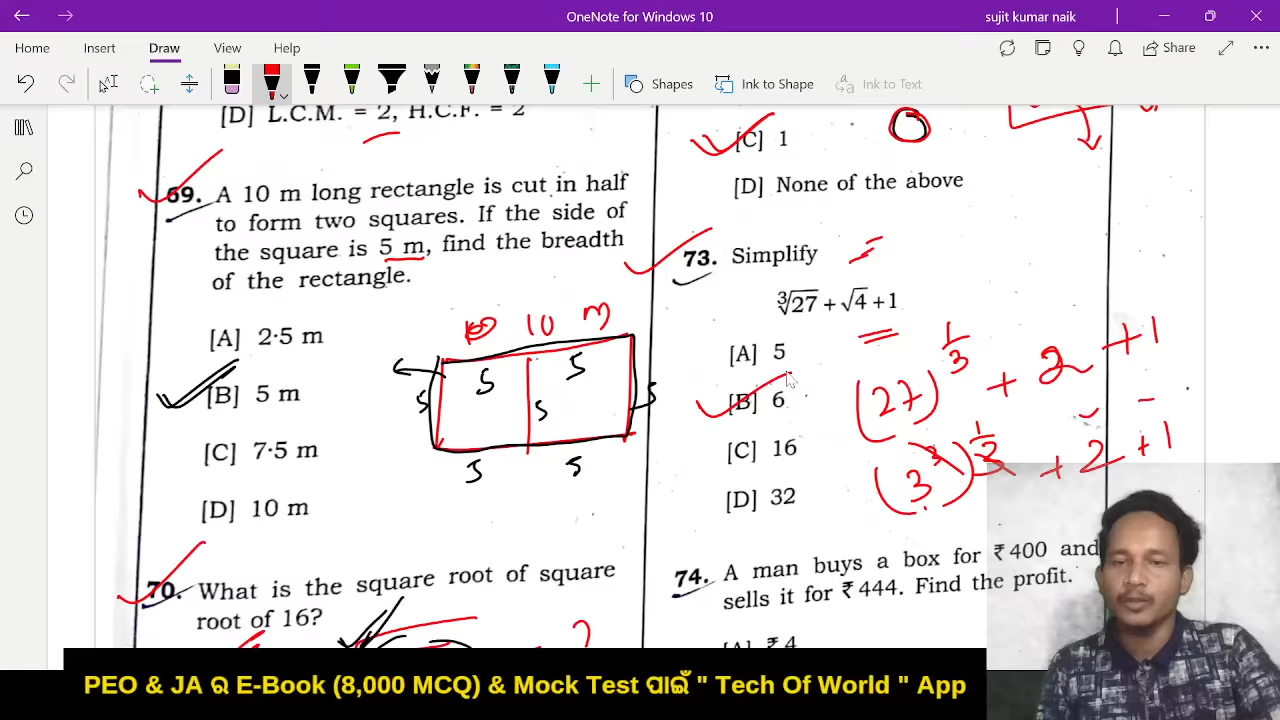 OneNote for Windows 10
sujit kumar naik
Home Insert Draw View Help
Share
Shapes
Ink to Shape
Ink to Text
[D] L.C.M. = 2, H.C.F. = 2
69. A 10 m long rectangle is cut in half
to form two squares. If the side of
the square is 5 m, find the breadth
of the rectangle.
[A] 2·5 m
[B] 5 m
[C] 7·5 m
[D] 10 m
10 m
5 5
5 5 5
5 5
70. What is the square root of square
root of 16?
[C] 1
[D] None of the above
73. Simplify
∛27 + √4 + 1
[A] 5
[B] 6
[C] 16
[D] 32
(27)^1/3 + 2 + 1
(3^3)^1/3 + 2 + 1
74. A man buys a box for ₹ 400 and
sells it for ₹ 444. Find the profit.
[A] ₹ 4
PEO & JA ର E-Book (8,000 MCQ) & Mock Test ପାଇଁ " Tech Of World " App